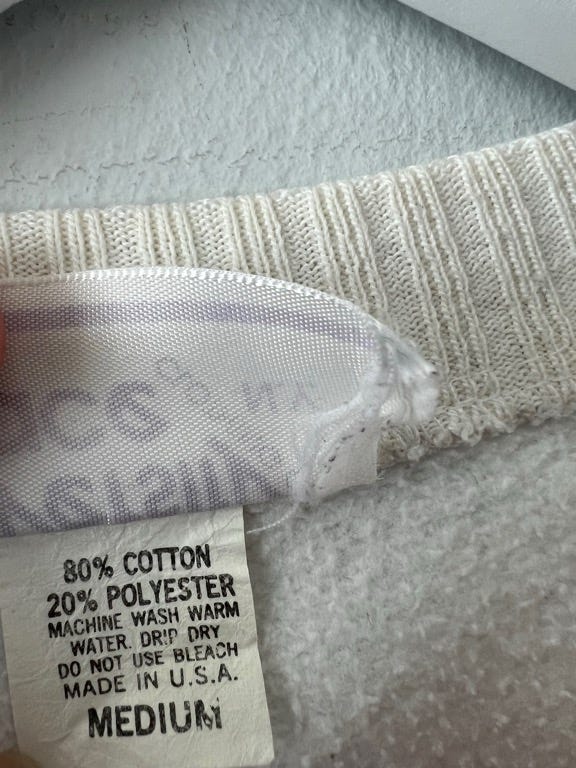 80% COTTON
20% POLYESTER
MACHINE WASH WARM
WATER. DRIP DRY
DO NOT USE BLEACH
MADE IN U.S.A.
MEDIUM